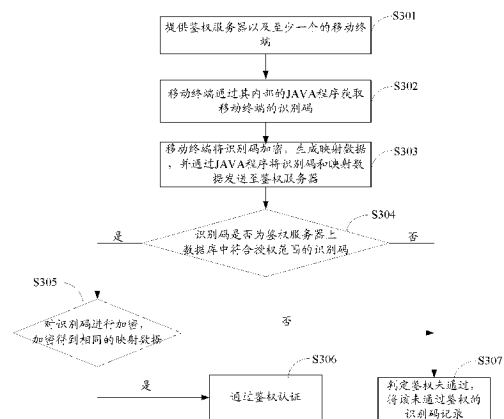 S301
提供鉴权服务器以及至少一个的移动终
端
S302
移动终端通过其内部的JAVA程序获取
移动终端的识别码
S303
移动终端将识别码加密,生成映射数据
,并通过JAVA程序将识别码和映射数
据发送至鉴权服务器
S304
识别码是否为鉴权服务器上
数据库中符合授权范围的识别码
是
否
S305
对识别码进行加密,
加密得到相同的映射数据
否
是
S306
通过鉴权认证
S307
判定鉴权未通过,
将该未通过鉴权的
识别码记录